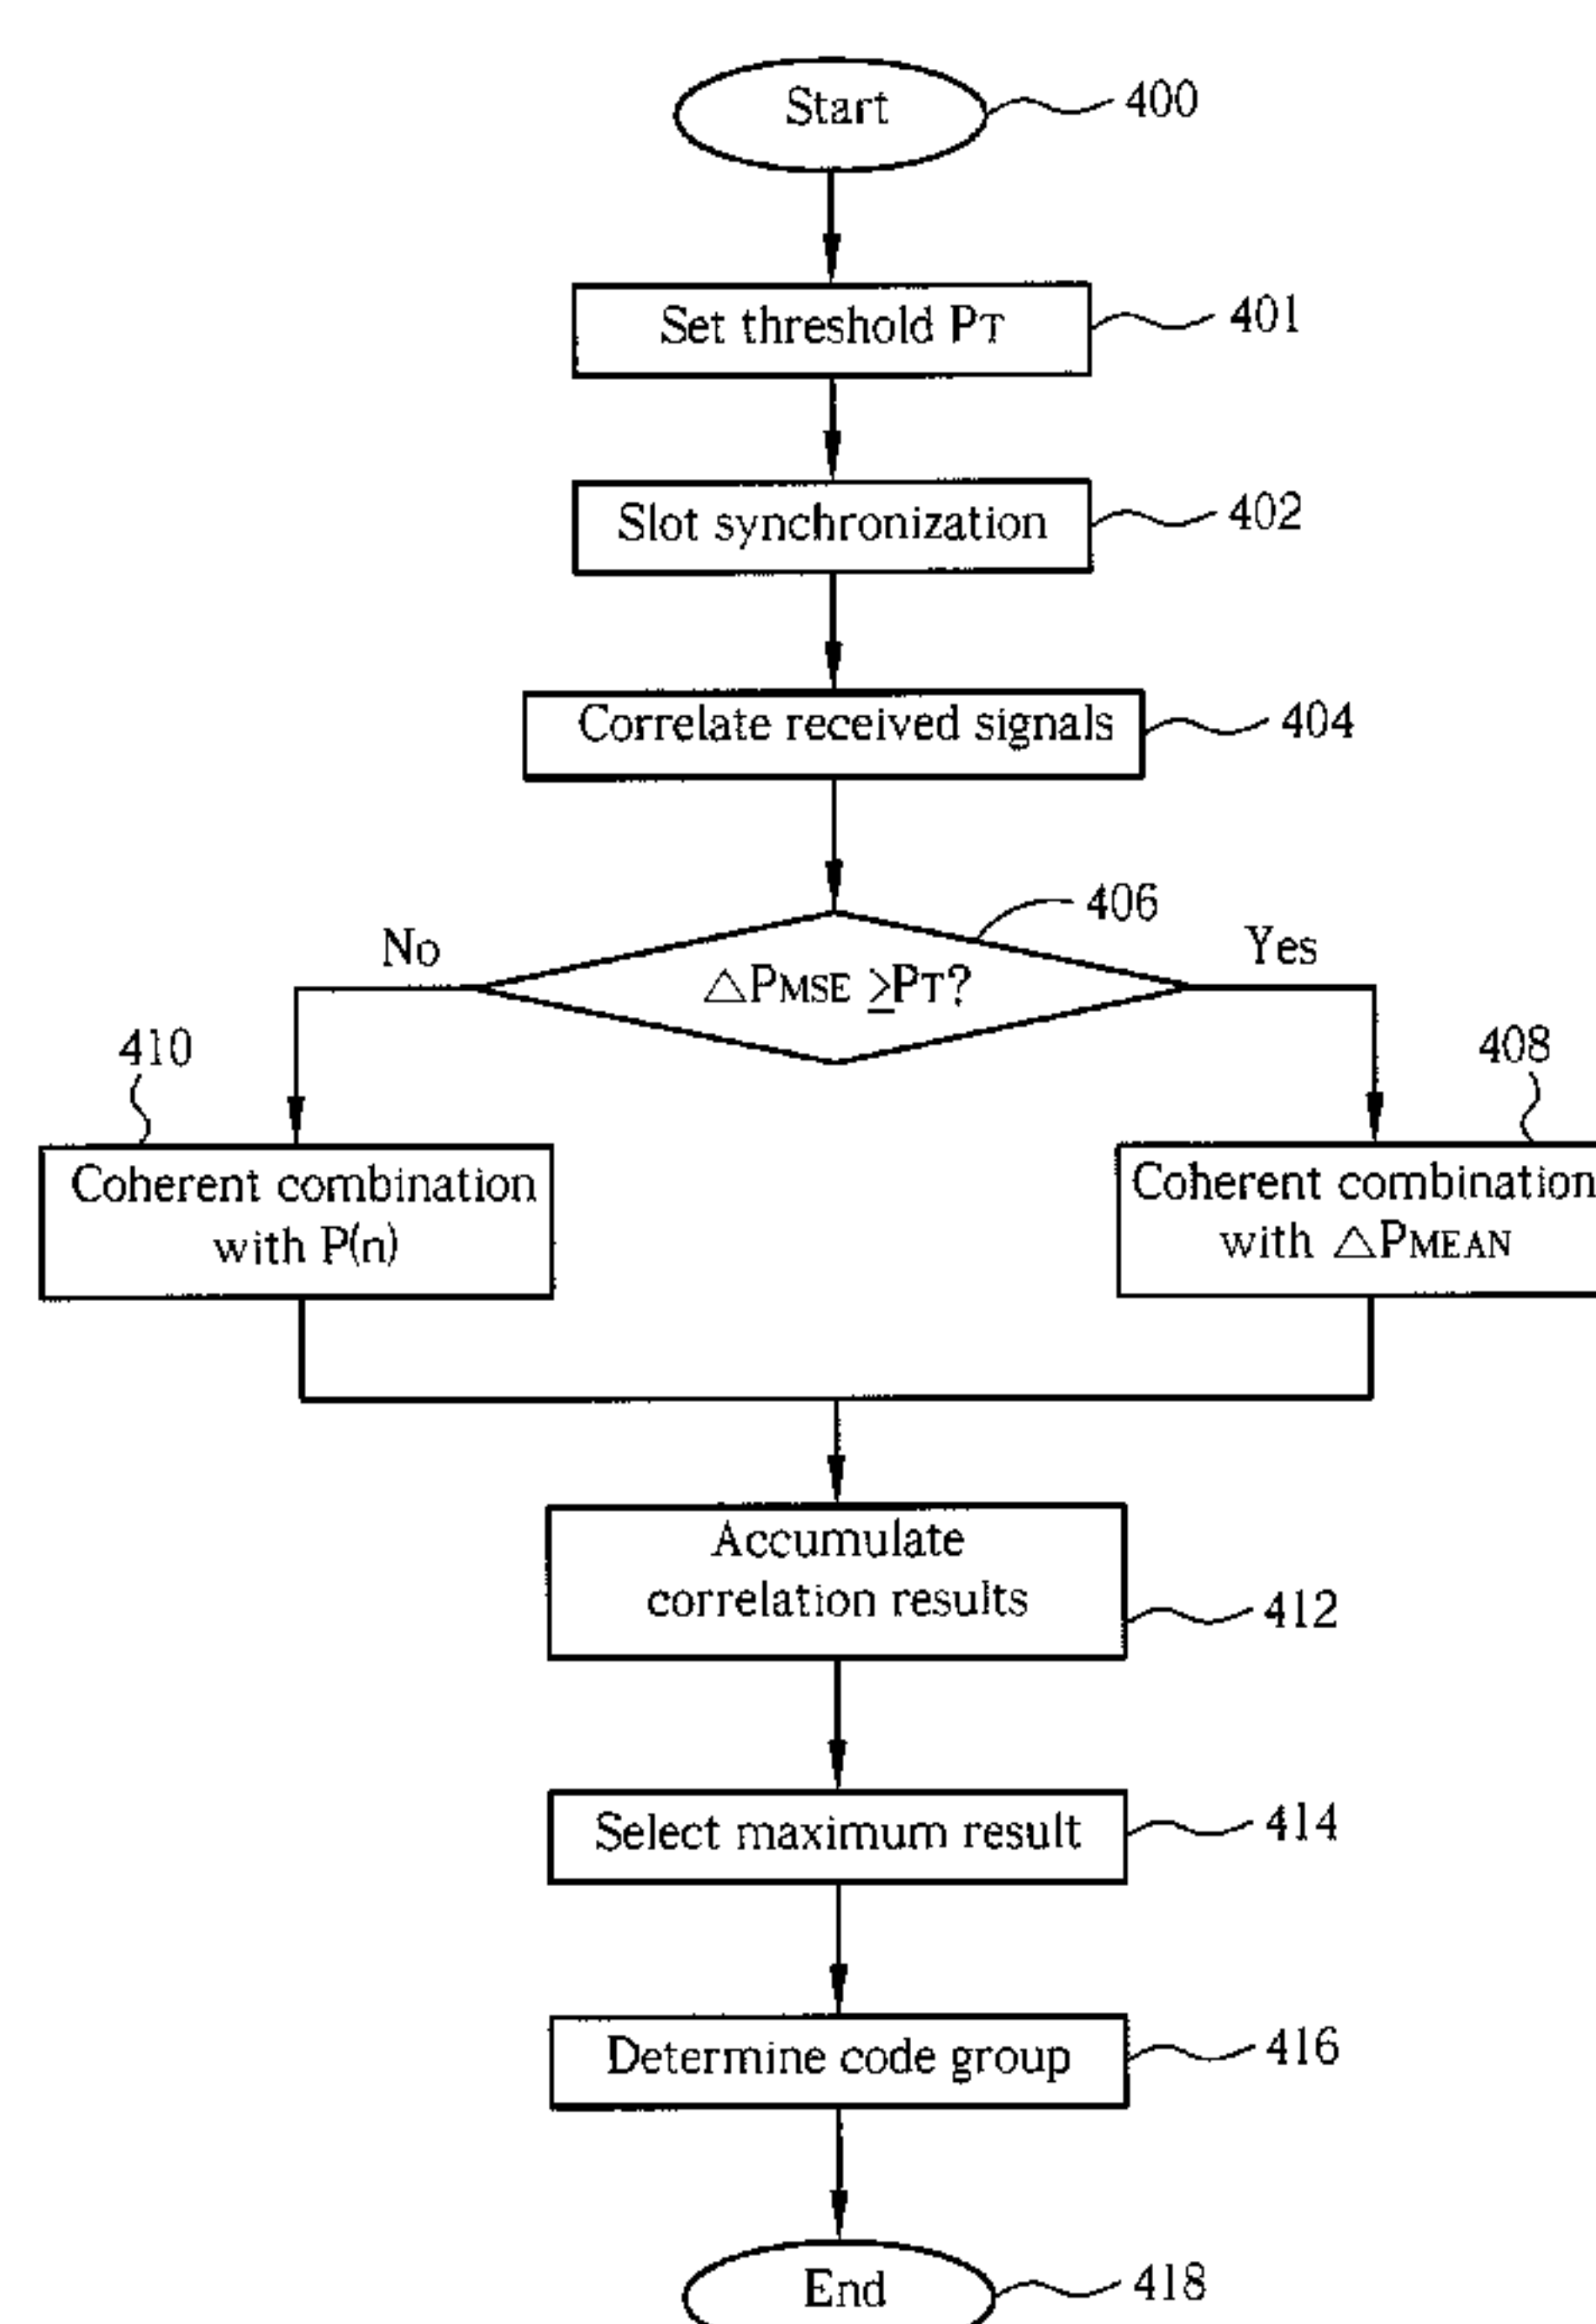 Start
400
Set threshold PT
401
Slot synchronization
402
Correlate received signals
404
406
No
Yes
△PMSE ≥PT?
410
408
Coherent combination
with P(n)
Coherent combination
with △PMEAN
Accumulate
correlation results
412
Select maximum result
414
Determine code group
416
End
418